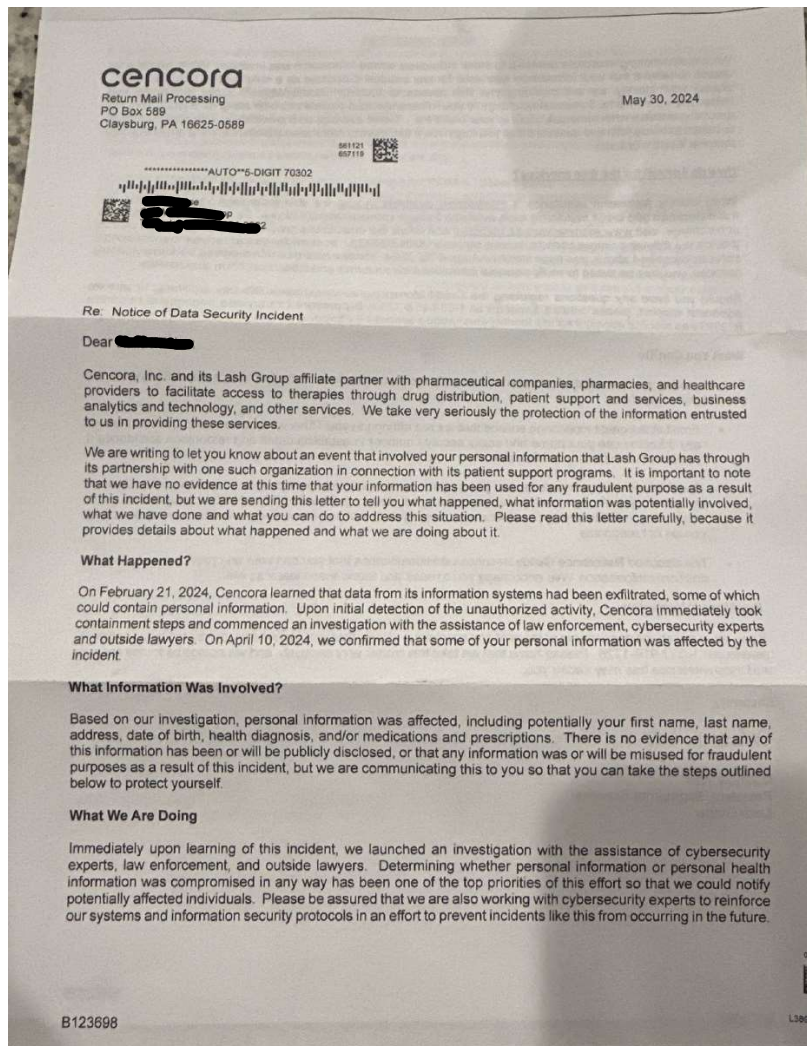 cencora
Return Mail Processing
PO Box 589
Claysburg, PA 16625-0589
May 30, 2024
561121
657119
****************AUTO**5-DIGIT 70302
Re: Notice of Data Security Incident
Dear
Cencora, Inc. and its Lash Group affiliate partner with pharmaceutical companies, pharmacies, and healthcare
providers to facilitate access to therapies through drug distribution, patient support and services, business
analytics and technology, and other services. We take very seriously the protection of the information entrusted
to us in providing these services.
We are writing to let you know about an event that involved your personal information that Lash Group has through
its partnership with one such organization in connection with its patient support programs. It is important to note
that we have no evidence at this time that your information has been used for any fraudulent purpose as a result
of this incident, but we are sending this letter to tell you what happened, what information was potentially involved,
what we have done and what you can do to address this situation. Please read this letter carefully, because it
provides details about what happened and what we are doing about it.
What Happened?
On February 21, 2024, Cencora learned that data from its information systems had been exfiltrated, some of which
could contain personal information. Upon initial detection of the unauthorized activity, Cencora immediately took
containment steps and commenced an investigation with the assistance of law enforcement, cybersecurity experts
and outside lawyers. On April 10, 2024, we confirmed that some of your personal information was affected by the
incident.
What Information Was Involved?
Based on our investigation, personal information was affected, including potentially your first name, last name,
address, date of birth, health diagnosis, and/or medications and prescriptions. There is no evidence that any of
this information has been or will be publicly disclosed, or that any information was or will be misused for fraudulent
purposes as a result of this incident, but we are communicating this to you so that you can take the steps outlined
below to protect yourself.
What We Are Doing
Immediately upon learning of this incident, we launched an investigation with the assistance of cybersecurity
experts, law enforcement, and outside lawyers. Determining whether personal information or personal health
information was compromised in any way has been one of the top priorities of this effort so that we could notify
potentially affected individuals. Please be assured that we are also working with cybersecurity experts to reinforce
our systems and information security protocols in an effort to prevent incidents like this from occurring in the future.
B123698